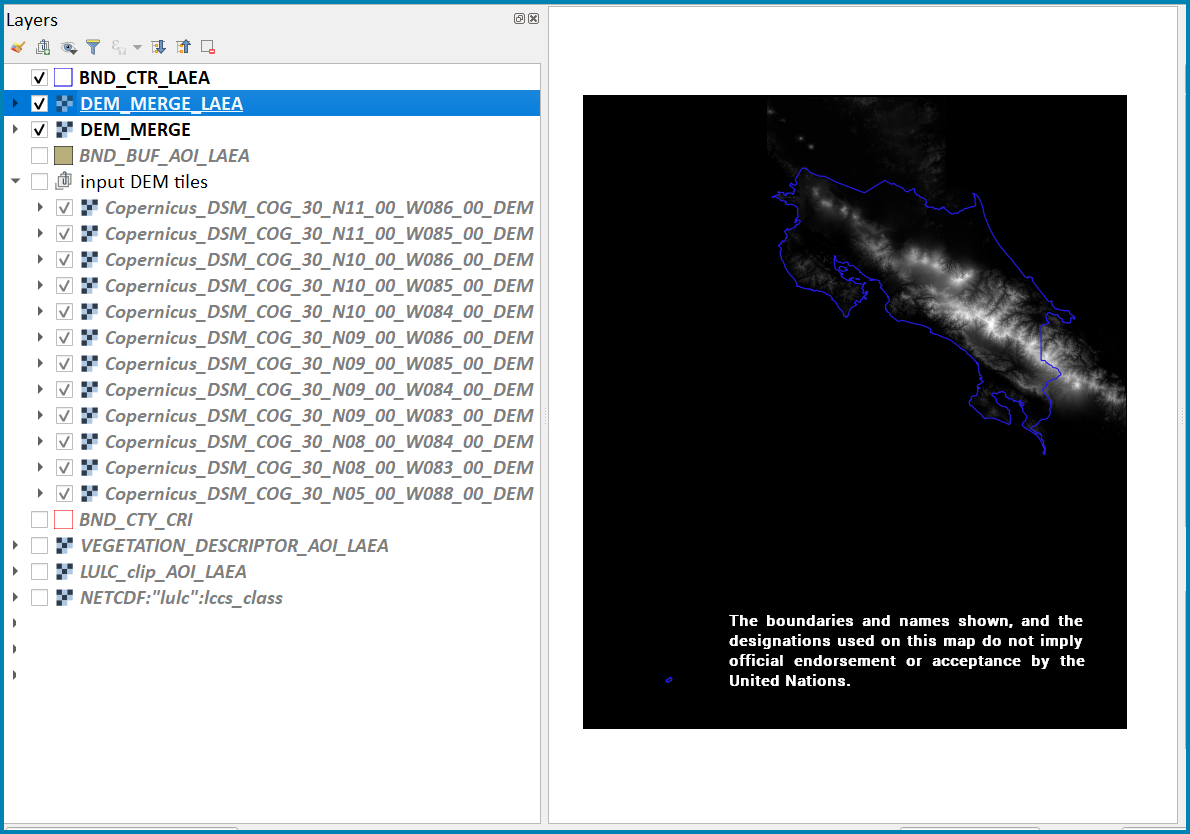 Layers
BND_CTR_LAEA
DEM_MERGE_LAEA
DEM_MERGE
BND_BUF_AOI_LAEA
input DEM tiles
Copernicus_DSM_COG_30_N11_00_W086_00_DEM
Copernicus_DSM_COG_30_N11_00_W085_00_DEM
Copernicus_DSM_COG_30_N10_00_W086_00_DEM
Copernicus_DSM_COG_30_N10_00_W085_00_DEM
Copernicus_DSM_COG_30_N10_00_W084_00_DEM
Copernicus_DSM_COG_30_N09_00_W086_00_DEM
Copernicus_DSM_COG_30_N09_00_W085_00_DEM
Copernicus_DSM_COG_30_N09_00_W084_00_DEM
Copernicus_DSM_COG_30_N09_00_W083_00_DEM
Copernicus_DSM_COG_30_N08_00_W084_00_DEM
Copernicus_DSM_COG_30_N08_00_W083_00_DEM
Copernicus_DSM_COG_30_N05_00_W088_00_DEM
BND_CTY_CRI
VEGETATION_DESCRIPTOR_AOI_LAEA
LULC_clip_AOI_LAEA
NETCDF:"lulc":lccs_class
The boundaries and names shown, and the
designations used on this map do not imply
official endorsement or acceptance by the
United Nations.